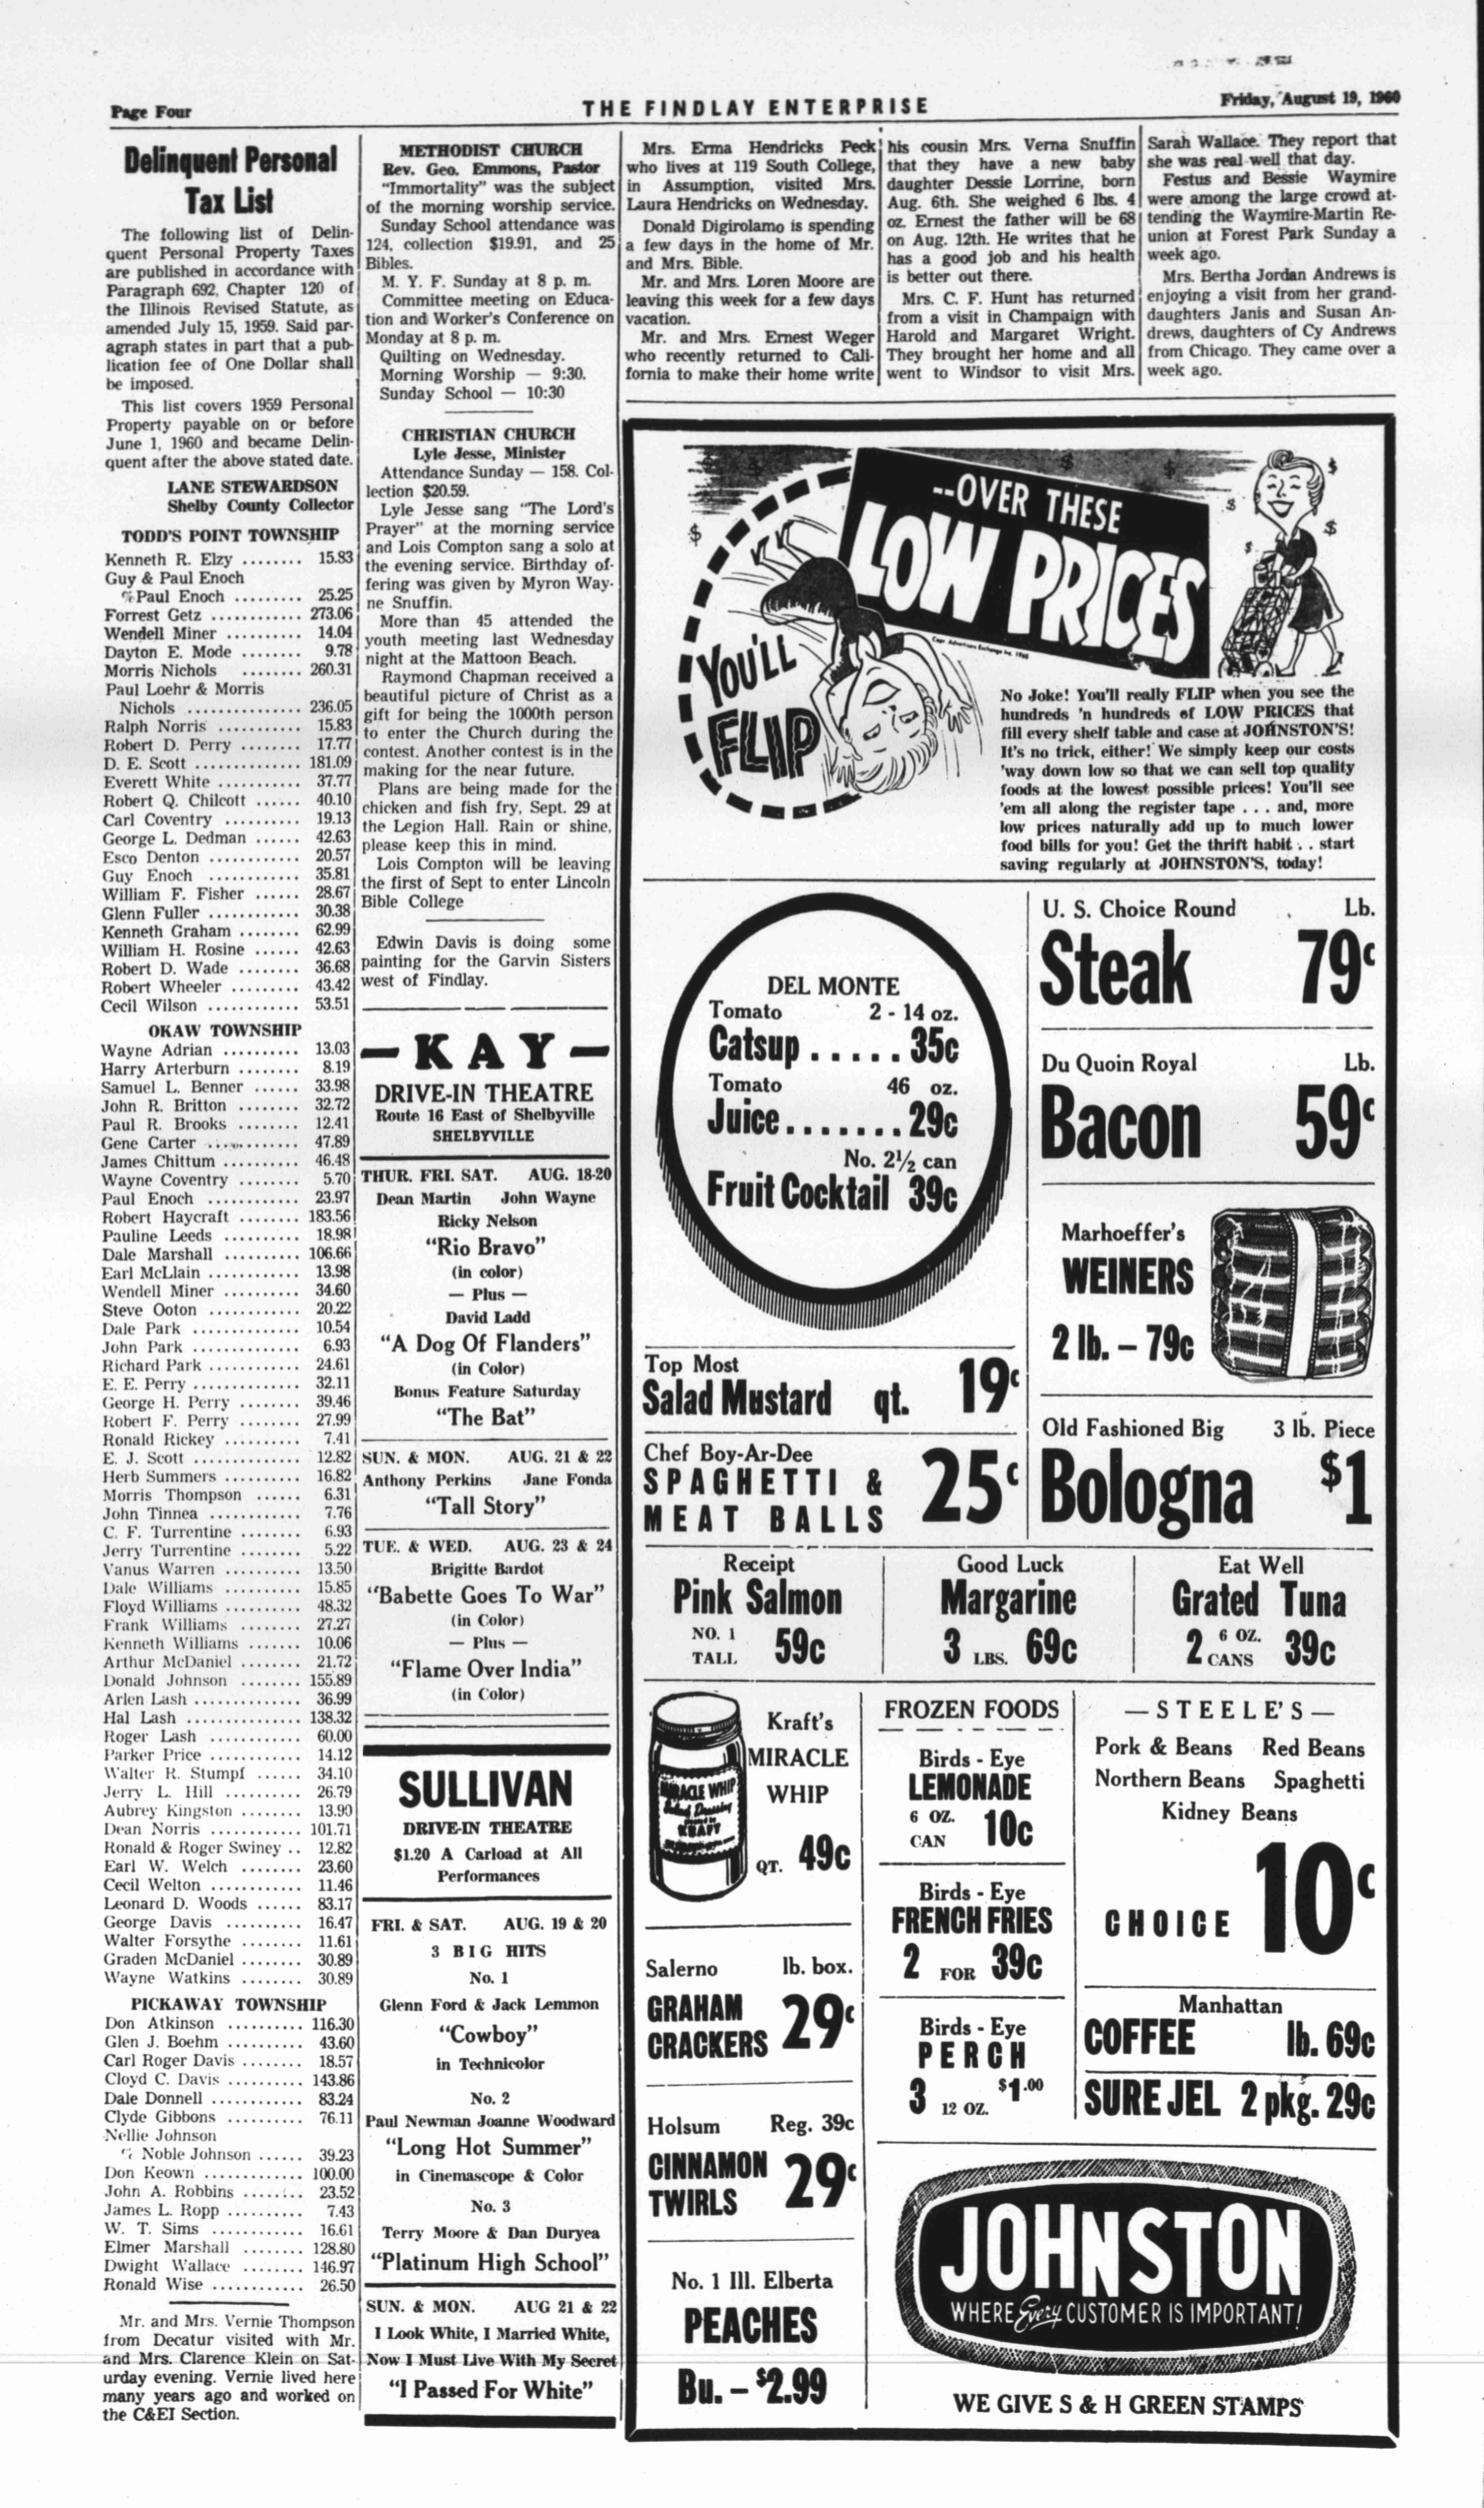 Page Four
THE FINDLAY ENTERPRISE
Friday, August 19, 1960
Delinquent Personal
Tax List
The following list of Delin-
quent Personal Property Taxes
are published in accordance with
Paragraph 692, Chapter 120 of
the Illinois Revised Statute, as
amended July 15, 1959. Said par-
agraph states in part that a pub-
lication fee of One Dollar shall
be imposed.
This list covers 1959 Personal
Property payable on or before
June 1, 1960 and became Delin-
quent after the above stated date.
LANE STEWARDSON
Shelby County Collector
TODD'S POINT TOWNSHIP
Kenneth R. Elzy ........ 15.83
Guy & Paul Enoch
% Paul Enoch ......... 25.25
Forrest Getz ............ 273.06
Wendell Miner .......... 14.04
Dayton E. Mode ........ 9.78
Morris Nichols ........ 260.31
Paul Loehr & Morris
Nichols ............... 236.05
Ralph Norris ........... 15.83
Robert D. Perry ........ 17.77
D. E. Scott .............. 181.09
Everett White ........... 37.77
Robert Q. Chilcott ...... 40.10
Carl Coventry .......... 19.13
George L. Dedman ...... 42.63
Esco Denton ............ 20.57
Guy Enoch ............ 35.81
William F. Fisher ...... 28.67
Glenn Fuller ............ 30.38
Kenneth Graham ........ 62.99
William H. Rosine ...... 42.63
Robert D. Wade ........ 36.68
Robert Wheeler ......... 43.42
Cecil Wilson ............ 53.51
OKAW TOWNSHIP
Wayne Adrian .......... 13.03
Harry Arterburn ........ 8.19
Samuel L. Benner ...... 33.98
John R. Britton ........ 32.72
Paul R. Brooks ........ 12.41
Gene Carter ............ 47.89
James Chittum .......... 46.48
Wayne Coventry ........ 5.70
Paul Enoch ............ 23.97
Robert Haycraft ........ 183.56
Pauline Leeds .......... 18.98
Dale Marshall .......... 106.66
Earl McLlain ............ 13.98
Wendell Miner .......... 34.60
Steve Ooton ............ 20.22
Dale Park .............. 10.54
John Park .............. 6.93
Richard Park ............ 24.61
E. E. Perry .............. 32.11
George H. Perry ........ 39.46
Robert F. Perry ........ 27.99
Ronald Rickey .......... 7.41
E. J. Scott .............. 12.82
Herb Summers .......... 16.82
Morris Thompson ...... 6.31
John Tinnea ............ 7.76
C. F. Turrentine ........ 6.93
Jerry Turrentine ........ 5.22
Vanus Warren .......... 13.50
Dale Williams .......... 15.85
Floyd Williams .......... 48.32
Frank Williams ........ 27.27
Kenneth Williams ....... 10.06
Arthur McDaniel ........ 21.72
Donald Johnson ........ 155.89
Arlen Lash .............. 36.99
Hal Lash ............... 138.32
Roger Lash ............ 60.00
Parker Price ............ 14.12
Walter R. Stumpf ...... 34.10
Jerry L. Hill .......... 26.79
Aubrey Kingston ........ 13.90
Dean Norris ............ 101.71
Ronald & Roger Swiney .. 12.82
Earl W. Welch ........ 23.60
Cecil Welton ............ 11.46
Leonard D. Woods ...... 83.17
George Davis .......... 16.47
Walter Forsythe ........ 11.61
Graden McDaniel ........ 30.89
Wayne Watkins ........ 30.89
PICKAWAY TOWNSHIP
Don Atkinson .......... 116.30
Glen J. Boehm .......... 43.60
Carl Roger Davis ........ 18.57
Cloyd C. Davis .......... 143.86
Dale Donnell ............ 83.24
Clyde Gibbons .......... 76.11
Nellie Johnson
% Noble Johnson ...... 39.23
Don Keown ............. 100.00
John A. Robbins ........ 23.52
James L. Ropp .......... 7.43
W. T. Sims ............ 16.61
Elmer Marshall ........ 128.80
Dwight Wallace ........ 146.97
Ronald Wise ............ 26.50
Mr. and Mrs. Vernie Thompson
from Decatur visited with Mr.
and Mrs. Clarence Klein on Sat-
urday evening. Vernie lived here
many years ago and worked on
the C&EI Section.
METHODIST CHURCH
Rev. Geo. Emmons, Pastor
"Immortality" was the subject
of the morning worship service.
Sunday School attendance was
124, collection $19.91, and 25
Bibles.
M. Y. F. Sunday at 8 p. m.
Committee meeting on Educa-
tion and Worker's Conference on
Monday at 8 p. m.
Quilting on Wednesday.
Morning Worship — 9:30.
Sunday School — 10:30
CHRISTIAN CHURCH
Lyle Jesse, Minister
Attendance Sunday — 158. Col-
lection $20.59.
Lyle Jesse sang "The Lord's
Prayer" at the morning service
and Lois Compton sang a solo at
the evening service. Birthday of-
fering was given by Myron Way-
ne Snuffin.
More than 45 attended the
youth meeting last Wednesday
night at the Mattoon Beach.
Raymond Chapman received a
beautiful picture of Christ as a
gift for being the 1000th person
to enter the Church during the
contest. Another contest is in the
making for the near future.
Plans are being made for the
chicken and fish fry, Sept. 29 at
the Legion Hall. Rain or shine,
please keep this in mind.
Lois Compton will be leaving
the first of Sept to enter Lincoln
Bible College
Edwin Davis is doing some
painting for the Garvin Sisters
west of Findlay.
— KAY —
DRIVE-IN THEATRE
Route 16 East of Shelbyville
SHELBYVILLE
THUR. FRI. SAT. AUG. 18-20
Dean Martin John Wayne
Ricky Nelson
"Rio Bravo"
(in color)
— Plus —
David Ladd
"A Dog Of Flanders"
(in Color)
Bonus Feature Saturday
"The Bat"
SUN. & MON. AUG. 21 & 22
Anthony Perkins Jane Fonda
"Tall Story"
TUE. & WED. AUG. 23 & 24
Brigitte Bardot
"Babette Goes To War"
(in Color)
— Plus —
"Flame Over India"
(in Color)
SULLIVAN
DRIVE-IN THEATRE
$1.20 A Carload at All
Performances
FRI. & SAT. AUG. 19 & 20
3 BIG HITS
No. 1
Glenn Ford & Jack Lemmon
"Cowboy"
in Technicolor
No. 2
Paul Newman Joanne Woodward
"Long Hot Summer"
in Cinemascope & Color
No. 3
Terry Moore & Dan Duryea
"Platinum High School"
SUN. & MON. AUG 21 & 22
I Look White, I Married White,
Now I Must Live With My Secret
"I Passed For White"
Mrs. Erma Hendricks Peck
who lives at 119 South College,
in Assumption, visited Mrs.
Laura Hendricks on Wednesday.
Donald Digirolamo is spending
a few days in the home of Mr.
and Mrs. Bible.
Mr. and Mrs. Loren Moore are
leaving this week for a few days
vacation.
Mr. and Mrs. Ernest Weger
who recently returned to Cali-
fornia to make their home write
his cousin Mrs. Verna Snuffin
that they have a new baby
daughter Dessie Lorrine, born
Aug. 6th. She weighed 6 lbs. 4
oz. Ernest the father will be 68
on Aug. 12th. He writes that he
has a good job and his health
is better out there.
Mrs. C. F. Hunt has returned
from a visit in Champaign with
Harold and Margaret Wright.
They brought her home and all
went to Windsor to visit Mrs.
Sarah Wallace. They report that
she was real well that day.
Festus and Bessie Waymire
were among the large crowd at-
tending the Waymire-Martin Re-
union at Forest Park Sunday a
week ago.
Mrs. Bertha Jordan Andrews is
enjoying a visit from her grand-
daughters Janis and Susan An-
drews, daughters of Cy Andrews
from Chicago. They came over a
week ago.
YOU'LL
FLIP
--OVER THESE
LOW PRICES
No Joke! You'll really FLIP when you see the
hundreds 'n hundreds of LOW PRICES that
fill every shelf table and case at JOHNSTON'S!
It's no trick, either! We simply keep our costs
'way down low so that we can sell top quality
foods at the lowest possible prices! You'll see
'em all along the register tape . . . and, more
low prices naturally add up to much lower
food bills for you! Get the thrift habit . . start
saving regularly at JOHNSTON'S, today!
DEL MONTE
Tomato 2 - 14 oz.
Catsup ..... 35c
Tomato 46 oz.
Juice....... 29c
No. 2½ can
Fruit Cocktail 39c
U. S. Choice Round Lb.
Steak 79c
Du Quoin Royal Lb.
Bacon 59c
Marhoeffer's
WEINERS
2 lb. – 79c
Old Fashioned Big 3 lb. Piece
Bologna $1
Top Most
Salad Mustard qt. 19c
Chef Boy-Ar-Dee
SPAGHETTI &
MEAT BALLS 25c
Receipt
Pink Salmon
NO. 1
TALL 59c
Good Luck
Margarine
3 LBS. 69c
Eat Well
Grated Tuna
2 6 OZ.
CANS 39c
Kraft's
MIRACLE
WHIP
QT. 49c
MIRACLE WHIP
KRAFT
Salerno lb. box.
GRAHAM
CRACKERS 29c
Holsum Reg. 39c
CINNAMON
TWIRLS 29c
No. 1 Ill. Elberta
PEACHES
Bu. – $2.99
FROZEN FOODS
Birds - Eye
LEMONADE
6 OZ.
CAN 10c
Birds - Eye
FRENCH FRIES
2 FOR 39c
Birds - Eye
PERCH
3 12 OZ. $1.00
— STEELE'S —
Pork & Beans Red Beans
Northern Beans Spaghetti
Kidney Beans
CHOICE 10c
Manhattan
COFFEE lb. 69c
SURE JEL 2 pkg. 29c
JOHNSTON
WHERE Every CUSTOMER IS IMPORTANT!
WE GIVE S & H GREEN STAMPS